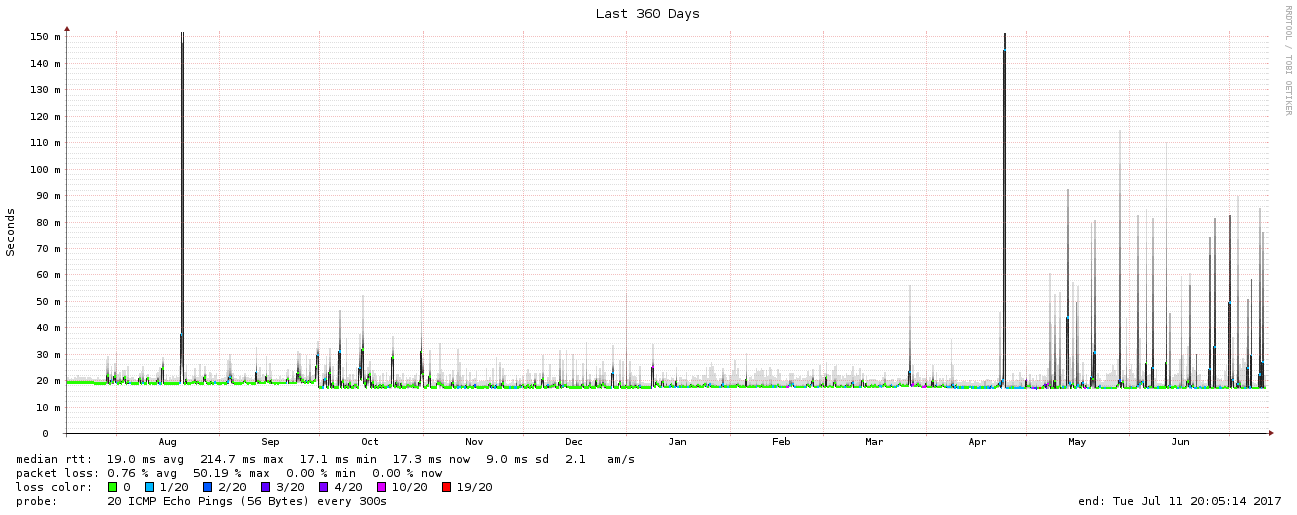 Last 360 Days
RRDTOOL / TOBI OETIKER
Seconds
150 m
140 m
130 m
120 m
110 m
100 m
90 m
80 m
70 m
60 m
50 m
40 m
30 m
20 m
10 m
0
Aug Sep Oct Nov Dec Jan Feb Mar Apr May Jun
median rtt: 19.0 ms avg 214.7 ms max 17.1 ms min 17.3 ms now 9.0 ms sd 2.1 am/s
packet loss: 0.76 % avg 50.19 % max 0.00 % min 0.00 % now
loss color: 0 1/20 2/20 3/20 4/20 10/20 19/20
probe: 20 ICMP Echo Pings (56 Bytes) every 300s end: Tue Jul 11 20:05:14 2017